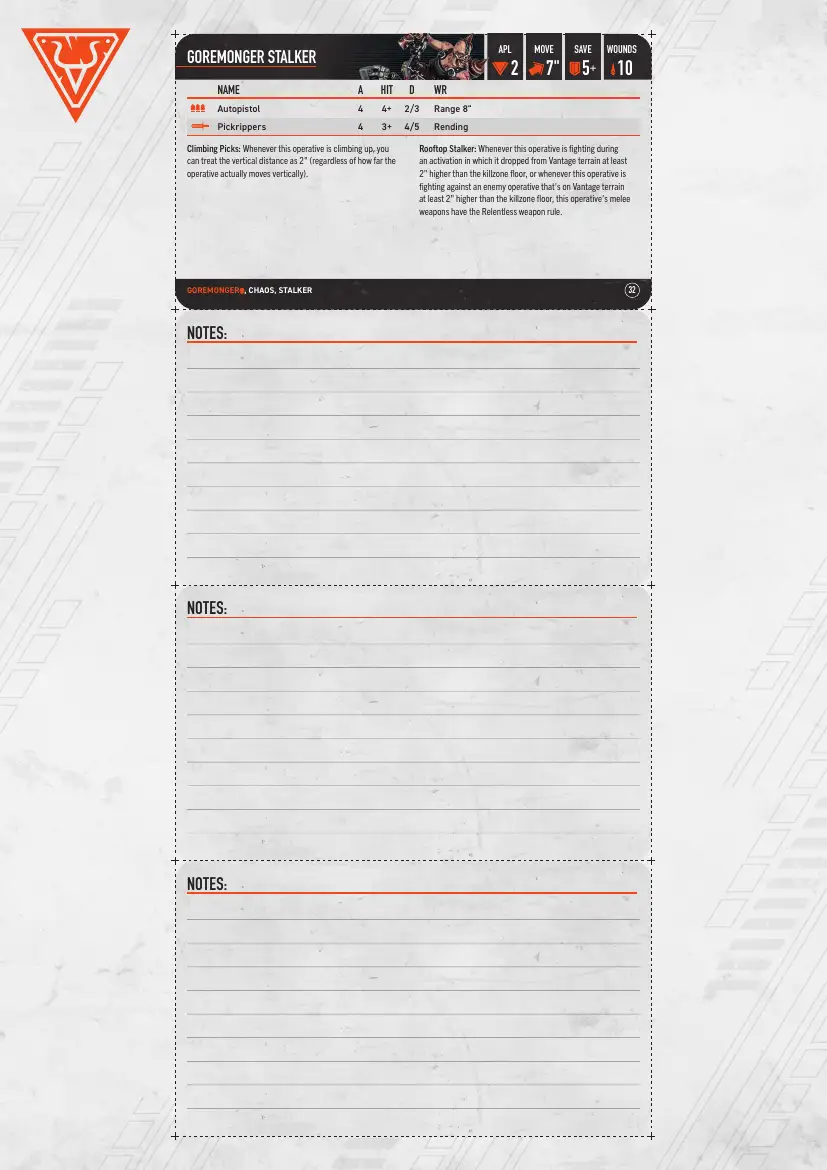 GOREMONGER STALKER
APL MOVE SAVE WOUNDS
2 7" 5+ 10
NAME A HIT D WR
Autopistol 4 4+ 2/3 Range 8"
Pickrippers 4 3+ 4/5 Rending
Climbing Picks: Whenever this operative is climbing up, you
can treat the vertical distance as 2" (regardless of how far the
operative actually moves vertically).
Rooftop Stalker: Whenever this operative is fighting during
an activation in which it dropped from Vantage terrain at least
2" higher than the killzone floor, or whenever this operative is
fighting against an enemy operative that's on Vantage terrain
at least 2" higher than the killzone floor, this operative's melee
weapons have the Relentless weapon rule.
GOREMONGER, CHAOS, STALKER
32
NOTES:
NOTES:
NOTES: